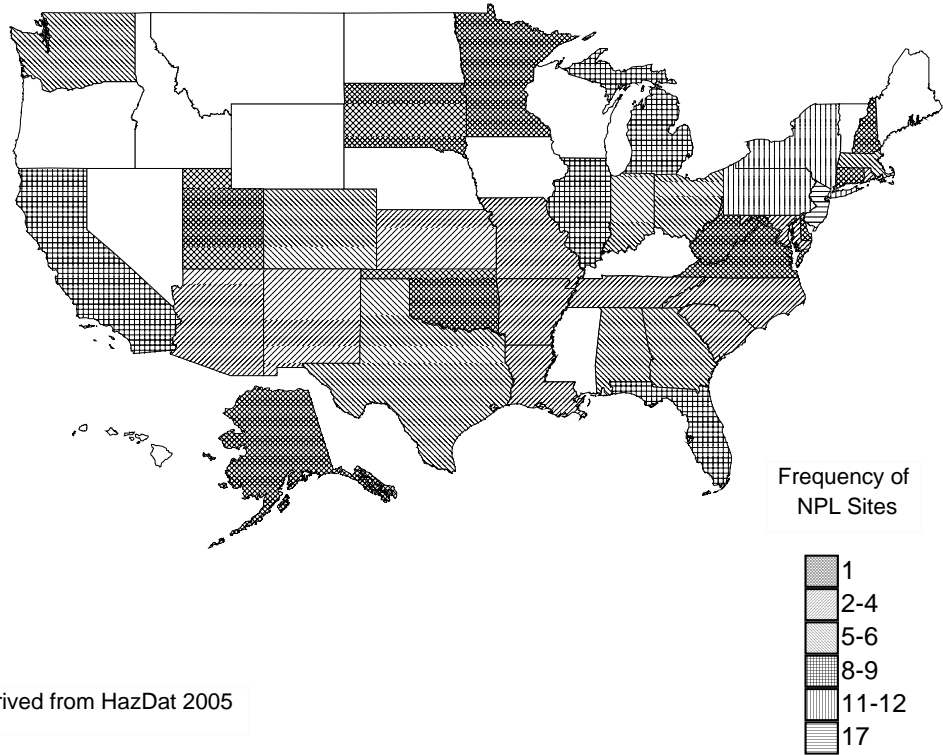 Frequency of
NPL Sites
1
2-4
5-6
8-9
11-12
17
rived from HazDat 2005